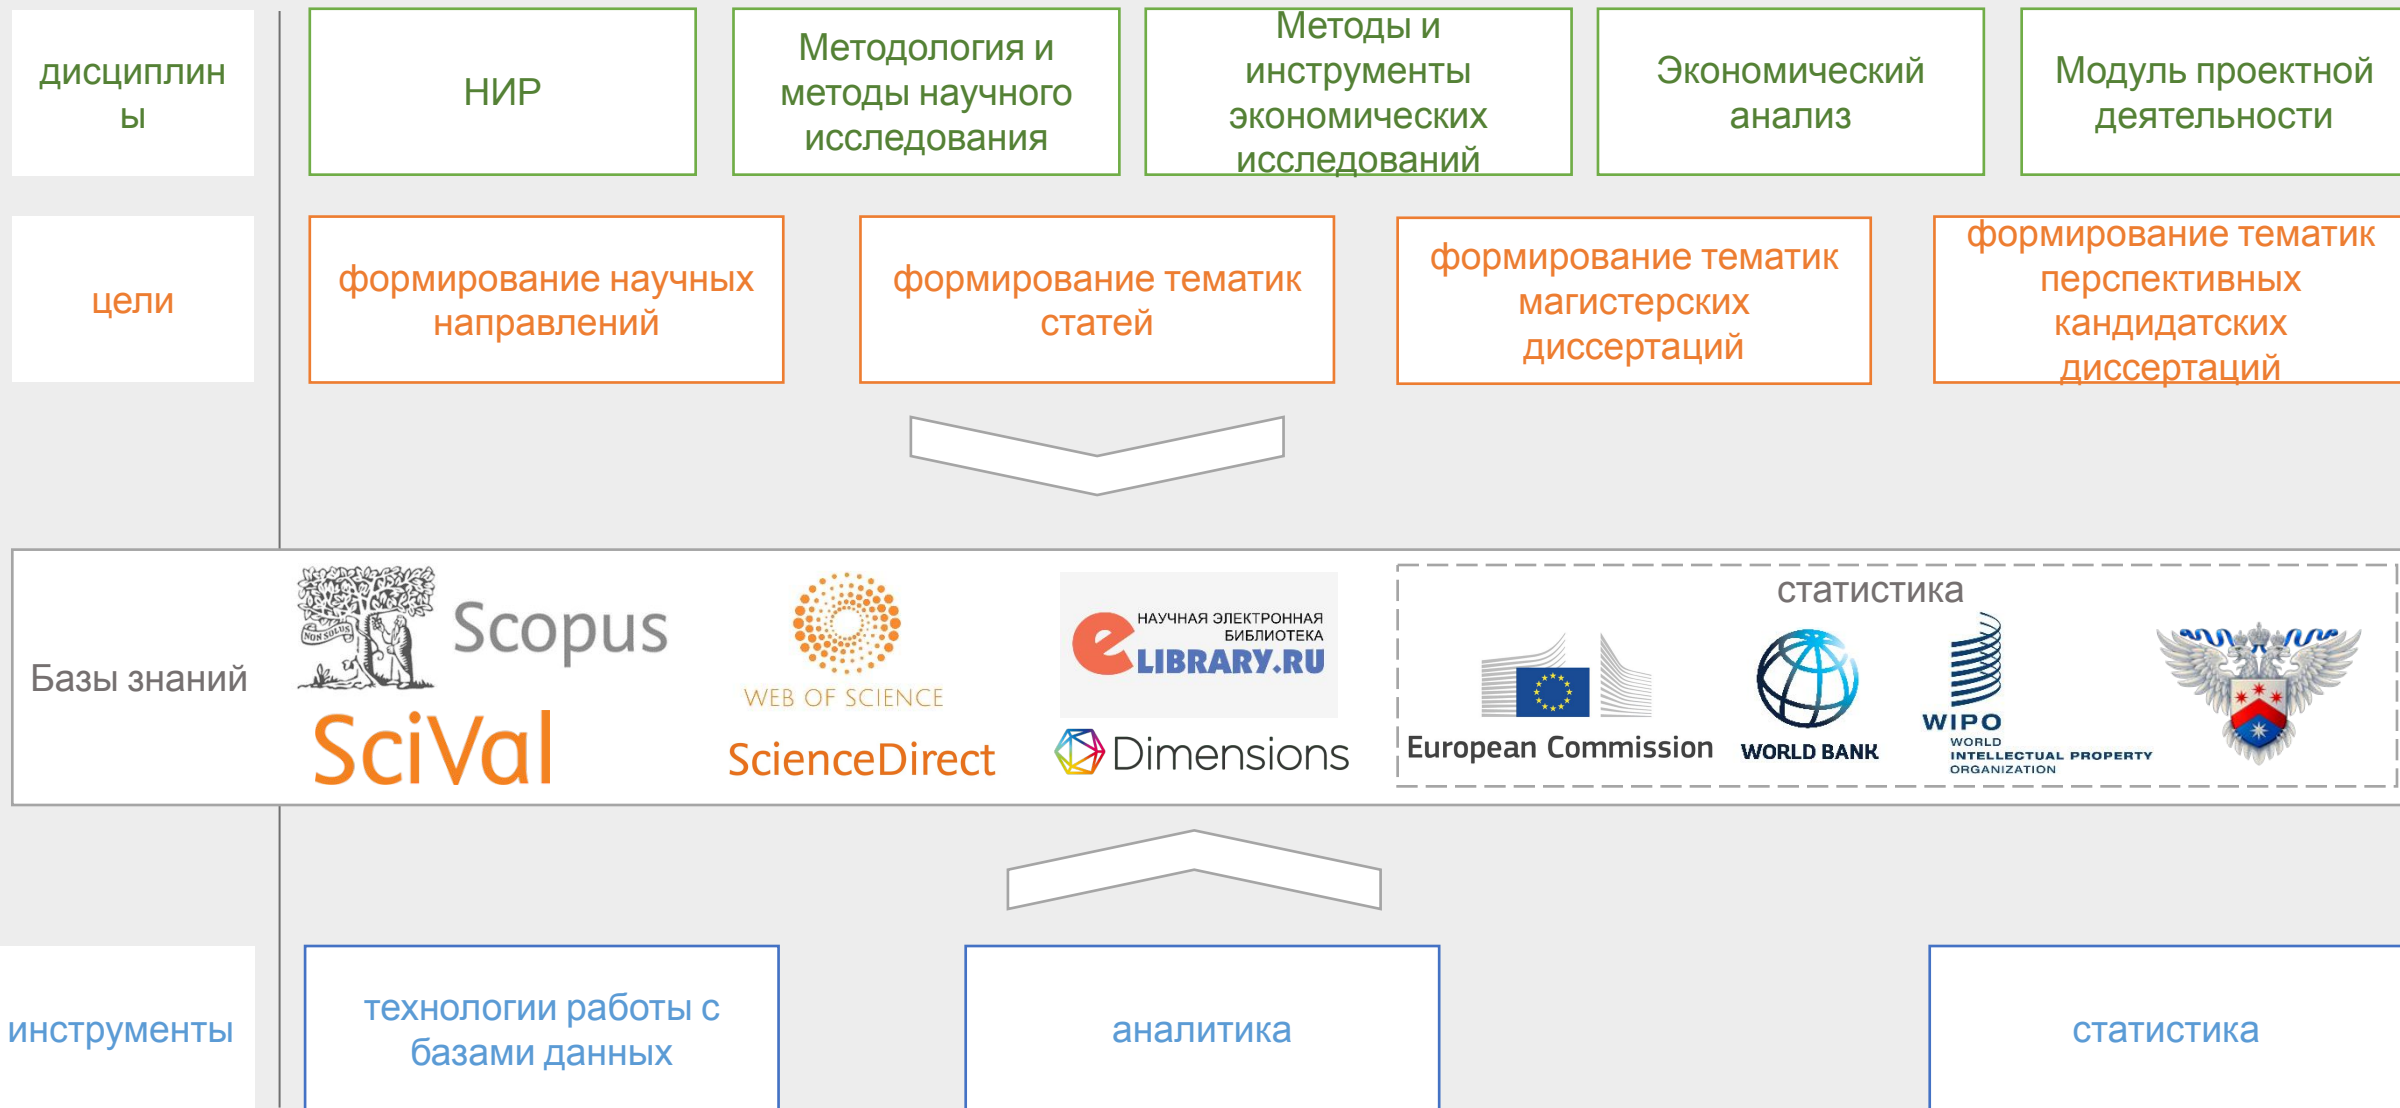 дисциплин
ы
НИР
Методология и
методы научного
исследования
Методы и
инструменты
экономических
исследований
Экономический
анализ
Модуль проектной
деятельности
цели
формирование научных
направлений
формирование тематик
статей
формирование тематик
магистерских
диссертаций
формирование тематик
перспективных
кандидатских
диссертаций
Базы знаний
NON SOLUS
Scopus
SciVal
WEB OF SCIENCE
ScienceDirect
НАУЧНАЯ ЭЛЕКТРОННАЯ
БИБЛИОТЕКА
eLIBRARY.RU
Dimensions
статистика
European Commission
WORLD BANK
WIPO
WORLD
INTELLECTUAL PROPERTY
ORGANIZATION
инструменты
технологии работы с
базами данных
аналитика
статистика